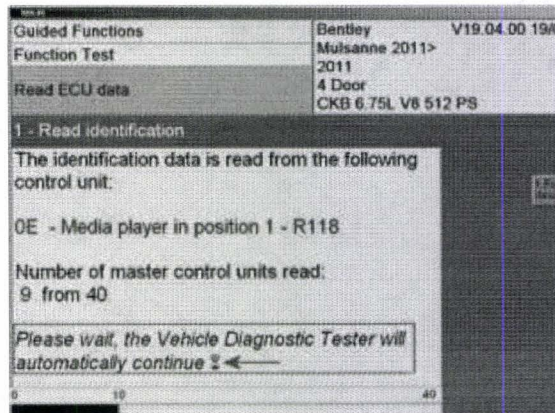 Guided Functions
Function Test
Read ECU data
Bentley V19.04.00 19/
Mulsanne 2011>
2011
4 Door
CKB 6.75L V8 512 PS
1 - Read identification
The identification data is read from the following
control unit:
0E - Media player in position 1 - R118
Number of master control units read:
9 from 40
Please wait, the Vehicle Diagnostic Tester will
automatically continue
0 10 40